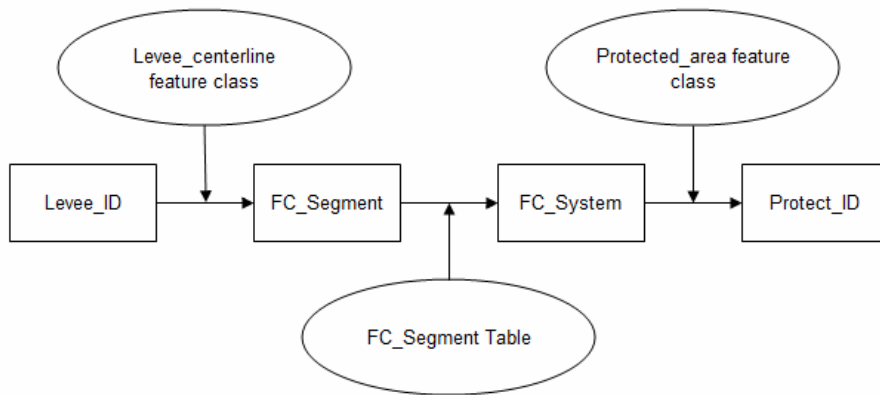 Levee_centerline
feature class
Protected_area feature
class
Levee_ID
FC_Segment
FC_System
Protect_ID
FC_Segment Table